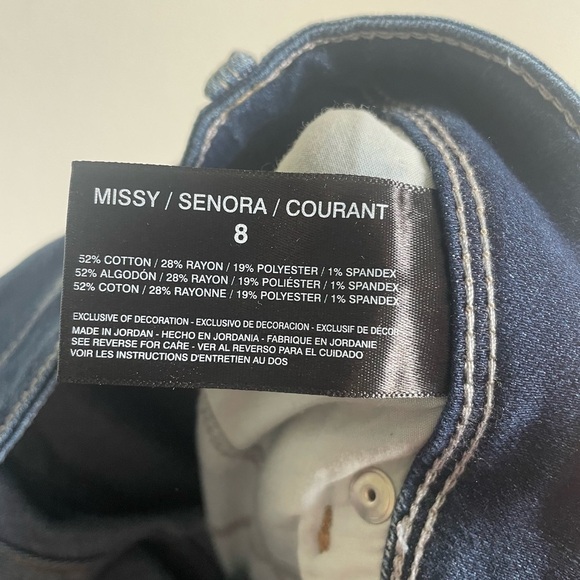 MISSY / SENORA / COURANT
8
52% COTTON / 28% RAYON / 19% POLYESTER / 1% SPANDEX
52% ALGODÓN / 28% RAYON / 19% POLIÉSTER / 1% SPANDEX
52% COTON / 28% RAYONNE / 19% POLYESTER / 1% SPANDEX
EXCLUSIVE OF DECORATION - EXCLUSIVO DE DECORACION - EXCLUSIF DE DÉCOR
MADE IN JORDAN - HECHO EN JORDANIA - FABRIQUE EN JORDANIE
SEE REVERSE FOR CARE - VER AL REVERSO PARA EL CUIDADO
VOIR LES INSTRUCTIONS D'ENTRETIEN AU DOS